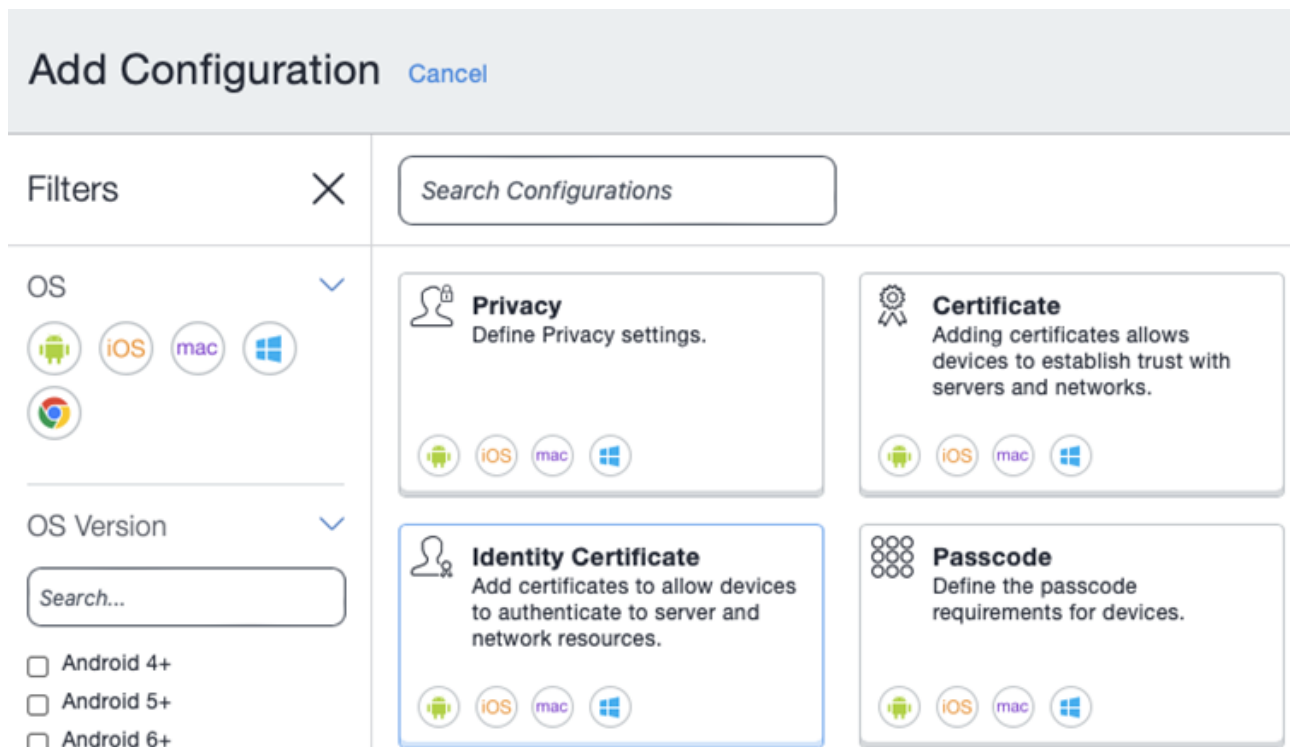 Add Configuration Cancel
Filters
Search Configurations
OS
iOS
mac
OS Version
Search...
Android 4+
Android 5+
Android 6+
Privacy
Define Privacy settings.
iOS
mac
Certificate
Adding certificates allows
devices to establish trust with
servers and networks.
iOS
mac
Identity Certificate
Add certificates to allow devices
to authenticate to server and
network resources.
iOS
mac
Passcode
Define the passcode
requirements for devices.
iOS
mac